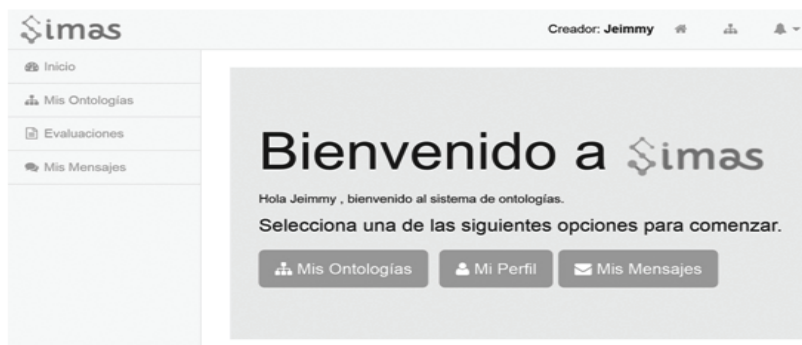 Simas
Creador: Jeimmy
Inicio
Mis Ontologías
Evaluaciones
Mis Mensajes
Bienvenido a Simas
Hola Jeimmy , bienvenido al sistema de ontologías.
Selecciona una de las siguientes opciones para comenzar.
Mis Ontologías Mi Perfil Mis Mensajes